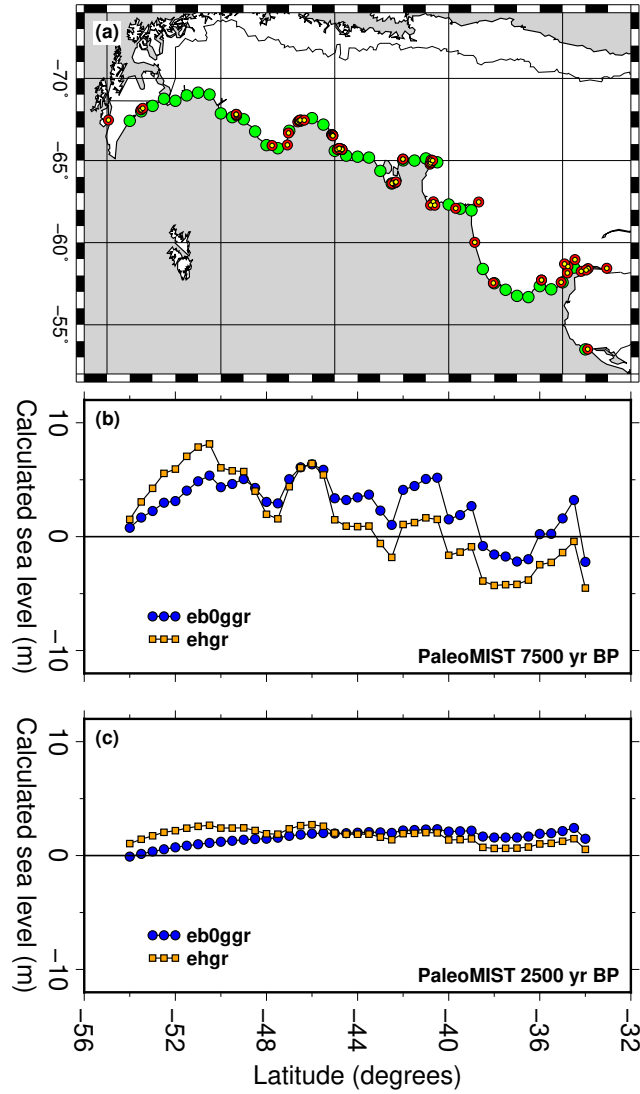 (a)
−70°
−65°
−60°
−55°
(b)
10
0
−10
Calculated sea level (m)
eb0ggr
ehgr
PaleoMIST 7500 yr BP
(c)
10
0
−10
Calculated sea level (m)
eb0ggr
ehgr
PaleoMIST 2500 yr BP
−56
−52
−48
−44
−40
−36
−32
Latitude (degrees)